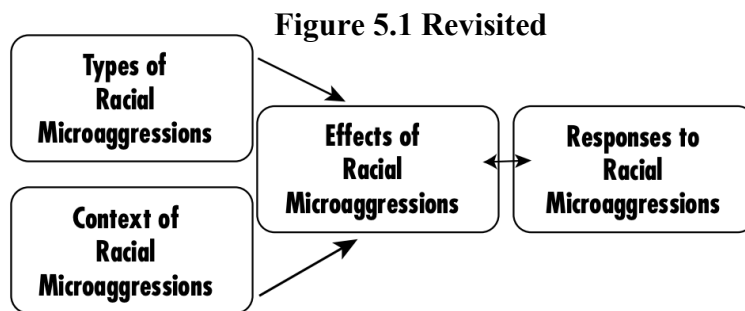 Figure 5.1 Revisited
Types of
Racial
Microaggressions
Effects of
Racial
Microaggressions
Responses to
Racial
Microaggressions
Context of
Racial
Microaggressions